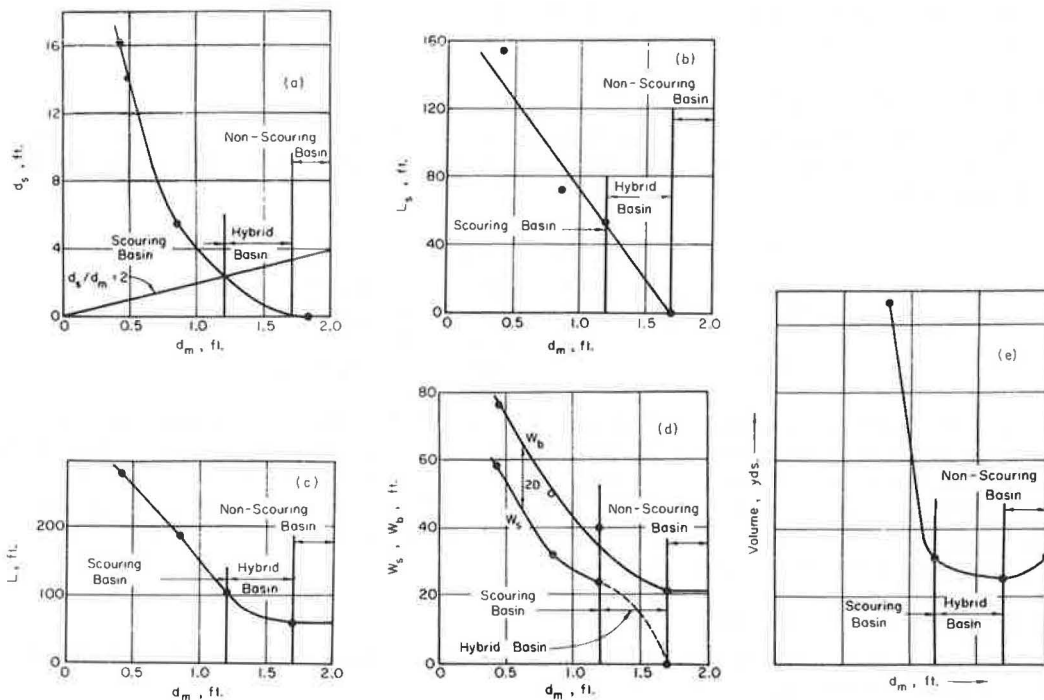 16
12
8
4
0
d_s , ft.
(a)
Non-Scouring
Basin
Scouring
Basin
Hybrid
Basin
d_s/d_m = 2
0 0.5 1.0 1.5 2.0
d_m , ft.
160
120
80
40
0
L_s , ft.
(b)
Non-Scouring
Basin
Hybrid
Basin
Scouring Basin
0 0.5 1.0 1.5 2.0
d_m , ft.
200
100
0
L, ft.
(c)
Non-Scouring
Basin
Scouring
Basin
Hybrid
Basin
0 0.5 1.0 1.5 2.0
d_m , ft.
80
60
40
20
0
W_s , W_b , ft.
(d)
W_b
2D
W_s
Non-Scouring
Basin
Scouring
Basin
Hybrid Basin
0 0.5 1.0 1.5 2.0
d_m , ft.
Volume , yds.
(e)
Non-Scouring
Basin
Scouring
Basin
Hybrid
Basin
d_m , ft.